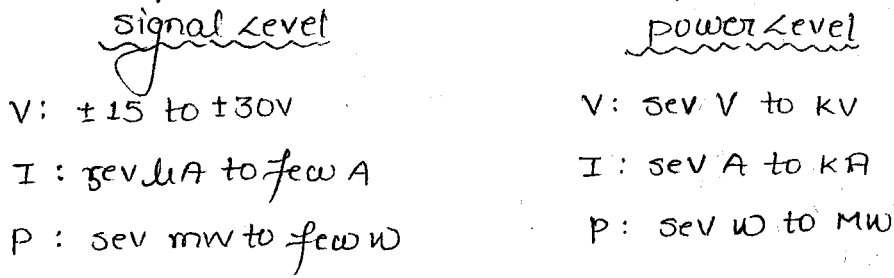 signal Level
V: ±15 to ±30V
I: sev μA to few A
P: sev mw to few w
power Level
V: sev V to kv
I: sev A to kA
P: sev w to Mw